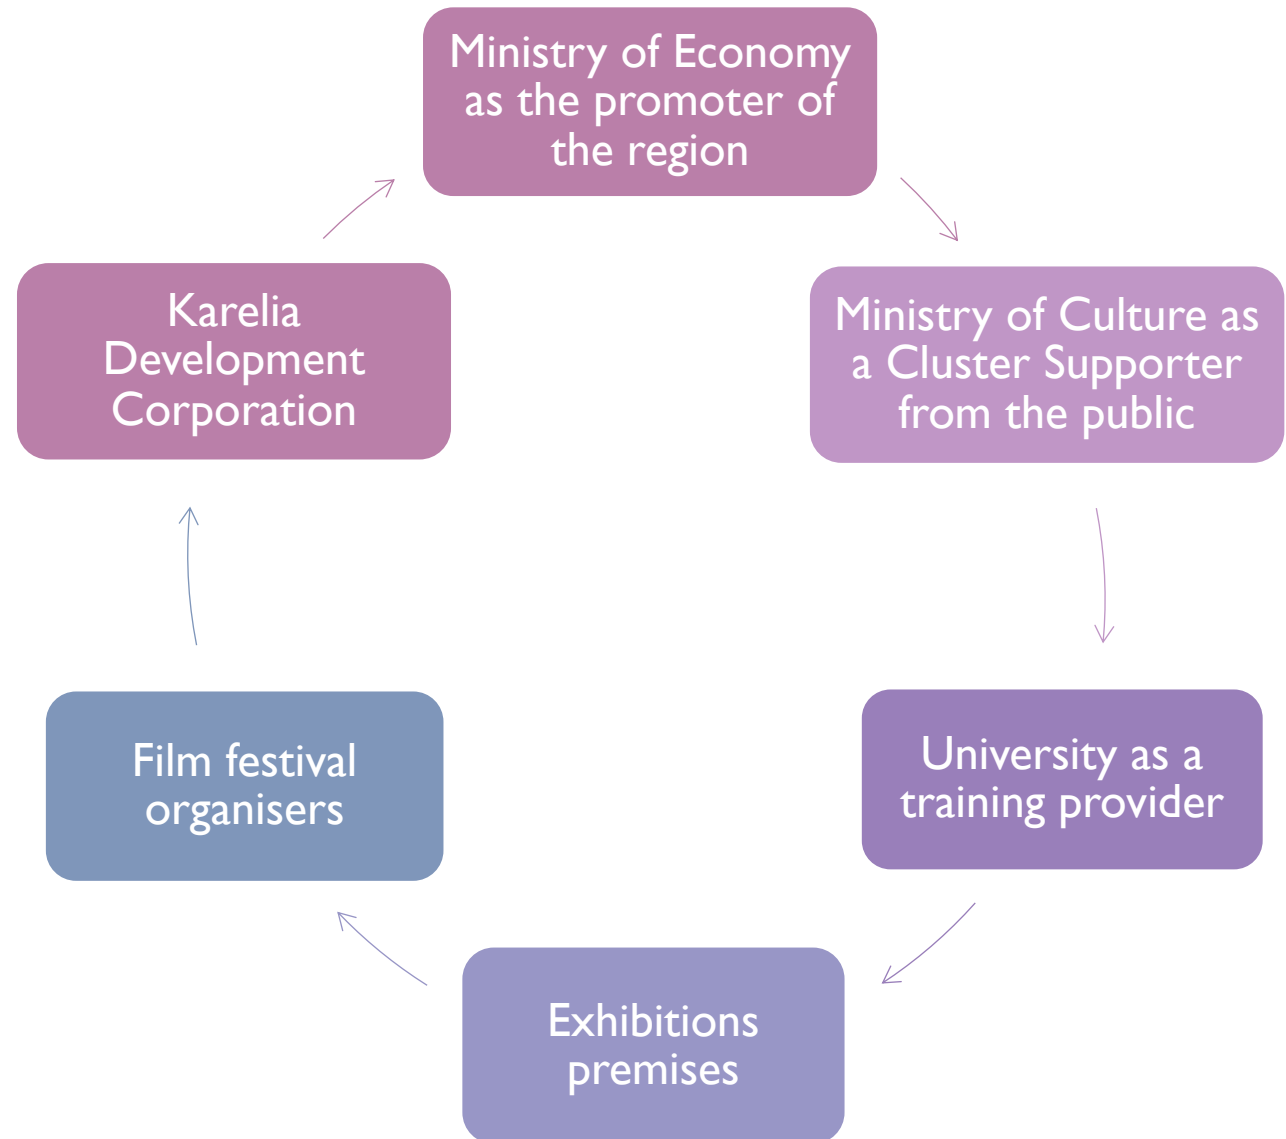 Ministry of Economy
as the promoter of
the region
Ministry of Culture as
a Cluster Supporter
from the public
University as a
training provider
Exhibitions
premises
Film festival
organisers
Karelia
Development
Corporation